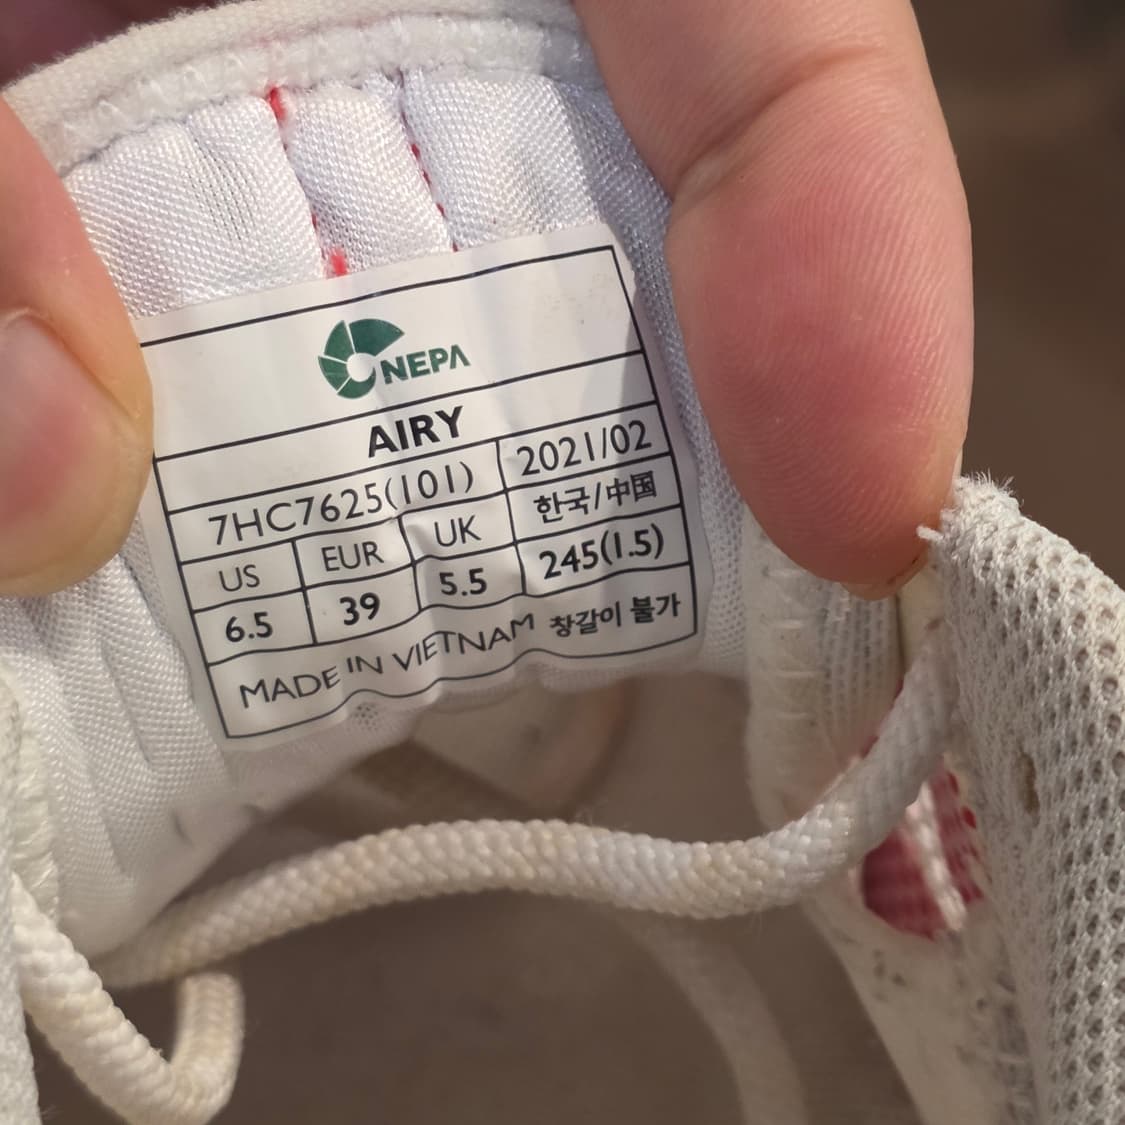 NEPA
AIRY
7HC7625(101) 2021/02
US EUR UK 한국/中国
6.5 39 5.5 245(1.5)
MADE IN VIETNAM 창갈이 불가